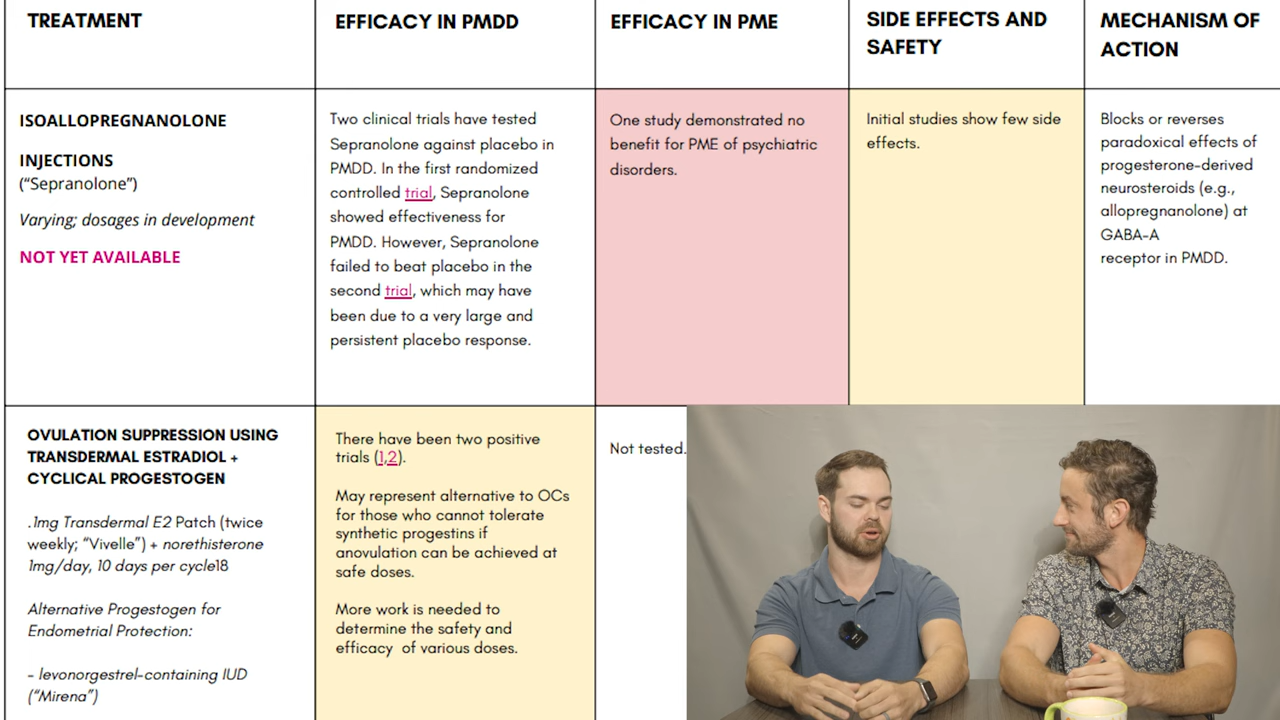 TREATMENT
EFFICACY IN PMDD
EFFICACY IN PME
SIDE EFFECTS AND
SAFETY
MECHANISM OF
ACTION
ISOALLOPREGNANOLONE
INJECTIONS
(“Sepranolone”)
Varying; dosages in development
NOT YET AVAILABLE
Two clinical trials have tested
Sepranolone against placebo in
PMDD. In the first randomized
controlled trial, Sepranolone
showed effectiveness for
PMDD. However, Sepranolone
failed to beat placebo in the
second trial, which may have
been due to a very large and
persistent placebo response.
One study demonstrated no
benefit for PME of psychiatric
disorders.
Initial studies show few side
effects.
Blocks or reverses
paradoxical effects of
progesterone-derived
neurosteroids (e.g.,
allopregnanolone) at
GABA-A
receptor in PMDD.
OVULATION SUPPRESSION USING
TRANSDERMAL ESTRADIOL +
CYCLICAL PROGESTOGEN
.1mg Transdermal E2 Patch (twice
weekly; “Vivelle”) + norethisterone
1mg/day, 10 days per cycle18
Alternative Progestogen for
Endometrial Protection:
- levonorgestrel-containing IUD
(“Mirena”)
There have been two positive
trials (1,2).
May represent alternative to OCs
for those who cannot tolerate
synthetic progestins if
anovulation can be achieved at
safe doses.
More work is needed to
determine the safety and
efficacy of various doses.
Not tested.